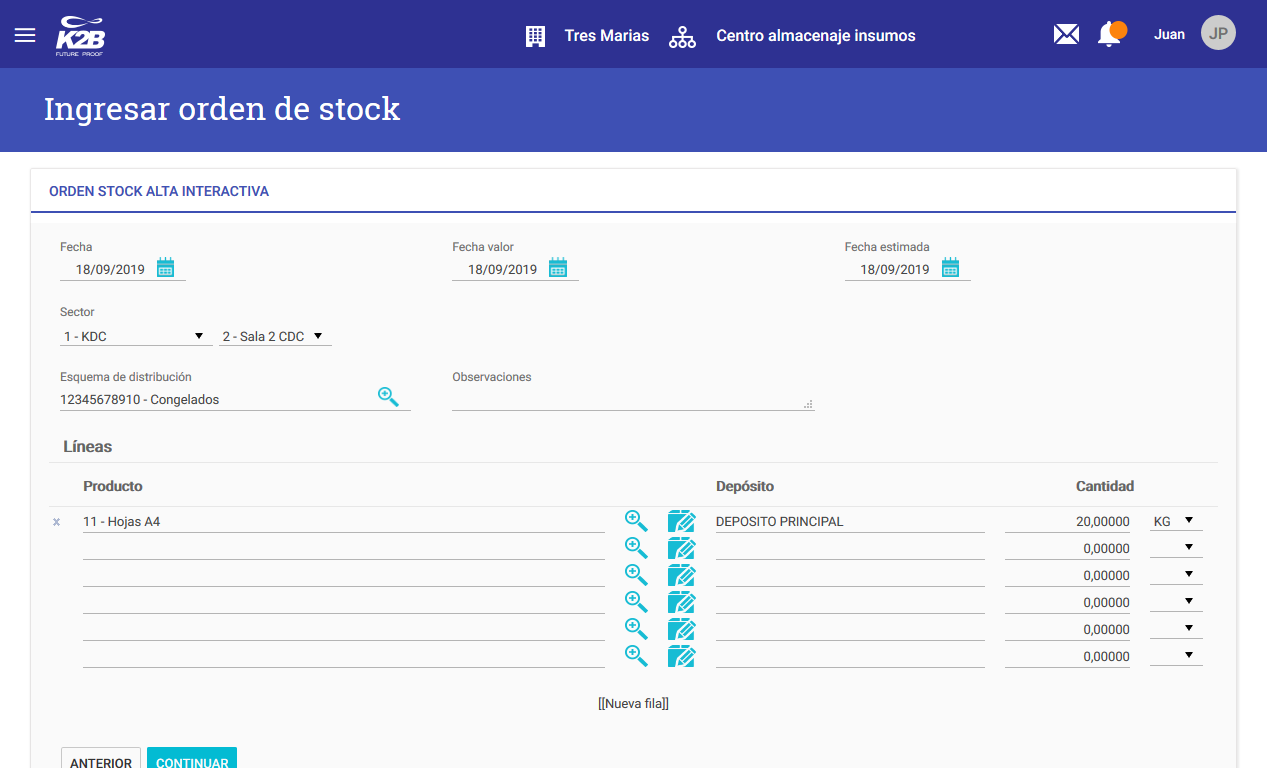 K2B
FUTURE PROOF
Tres Marias
Centro almacenaje insumos
Juan
JP
Ingresar orden de stock
ORDEN STOCK ALTA INTERACTIVA
Fecha
Fecha valor
Fecha estimada
18/09/2019
18/09/2019
18/09/2019
Sector
1 - KDC
2 - Sala 2 CDC
Esquema de distribución
Observaciones
12345678910 - Congelados
Líneas
Producto
Depósito
Cantidad
x 11 - Hojas A4 DEPOSITO PRINCIPAL 20,00000 KG
0,00000
0,00000
0,00000
0,00000
0,00000
[[Nueva fila]]
ANTERIOR
CONTINUAR